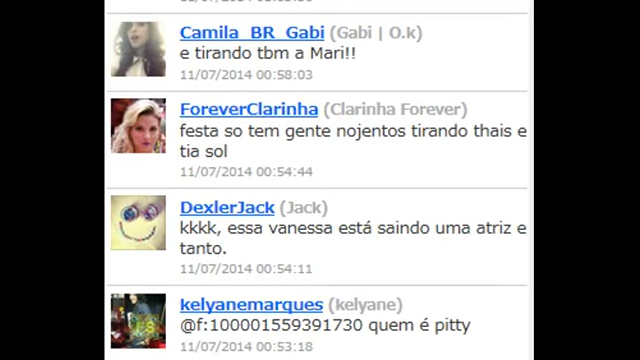 Camila_BR_Gabi (Gabi | O.k)
e tirando tbm a Mari!!
11/07/2014 00:58:03
ForeverClarinha (Clarinha Forever)
festa so tem gente nojentos tirando thais e
tia sol
11/07/2014 00:54:44
DexlerJack (Jack)
kkkk, essa vanessa está saindo uma atriz e
tanto.
11/07/2014 00:54:11
kelyanemarques (kelyane)
@f:100001559391730 quem é pitty
11/07/2014 00:53:18